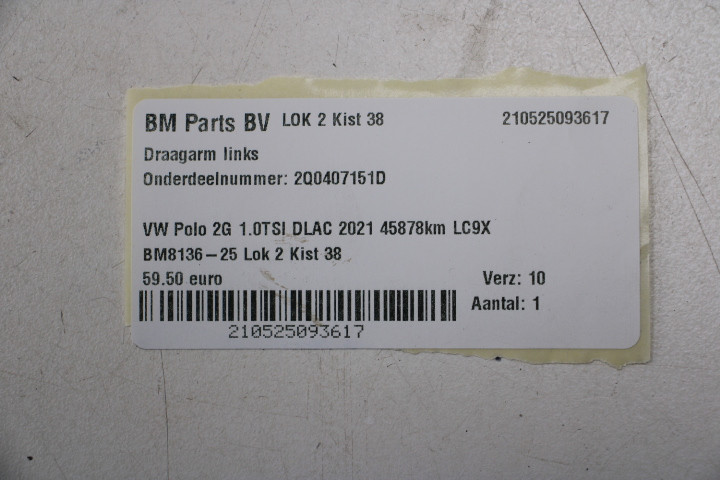 BM Parts BV LOK 2 Kist 38 210525093617
Draagarm links
Onderdeelnummer: 2Q0407151D
VW Polo 2G 1.0TSI DLAC 2021 45878km LC9X
BM8136-25 Lok 2 Kist 38
59.50 euro Verz: 10
Aantal: 1
210525093617